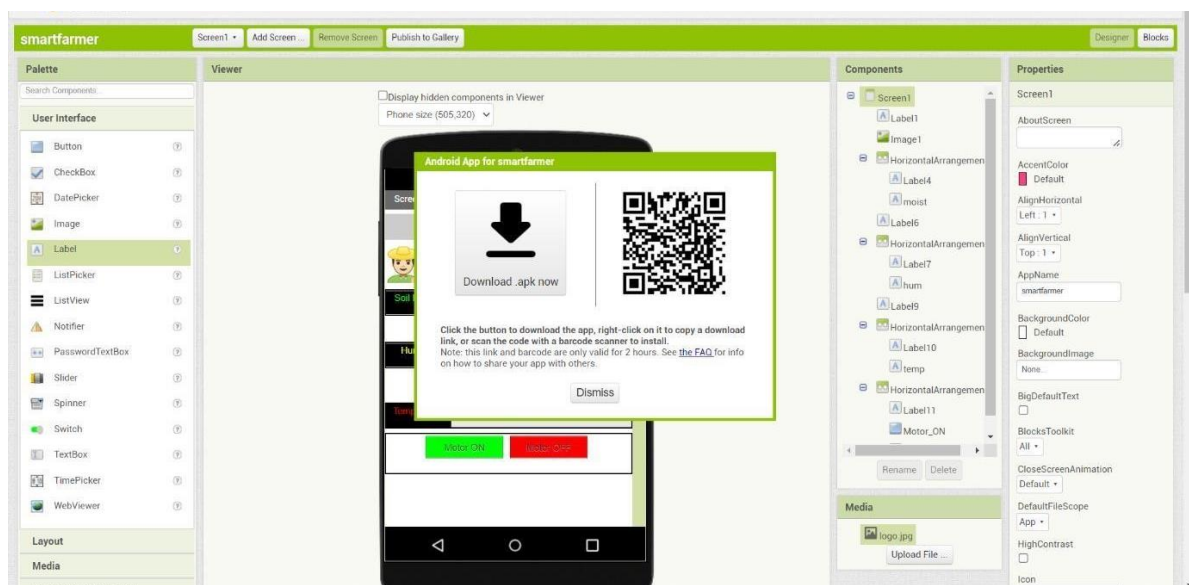 smartfarmer
Screen1
Add Screen ...
Remove Screen
Publish to Gallery
Designer
Blocks
Palette
Search Components...
User Interface
Button
CheckBox
DatePicker
Image
Label
ListPicker
ListView
Notifier
PasswordTextBox
Slider
Spinner
Switch
TextBox
TimePicker
WebViewer
Layout
Media
Viewer
Display hidden components in Viewer
Phone size (505,320)
Android App for smartfarmer
Download .apk now
Click the button to download the app, right-click on it to copy a download
link, or scan the code with a barcode scanner to install.
Note: this link and barcode are only valid for 2 hours. See the FAQ for info
on how to share your app with others.
Dismiss
Motor ON
Motor OFF
Components
Screen1
Label1
Image1
HorizontalArrangemen
Label4
moist
Label6
HorizontalArrangemen
Label7
hum
Label9
HorizontalArrangemen
Label10
temp
HorizontalArrangemen
Label11
Motor_ON
Rename
Delete
Media
logo.jpg
Upload File ...
Properties
Screen1
AboutScreen
AccentColor
Default
AlignHorizontal
Left : 1
AlignVertical
Top : 1
AppName
smartfarmer
BackgroundColor
Default
BackgroundImage
None...
BigDefaultText
BlocksToolkit
All
CloseScreenAnimation
Default
DefaultFileScope
App
HighContrast
Icon